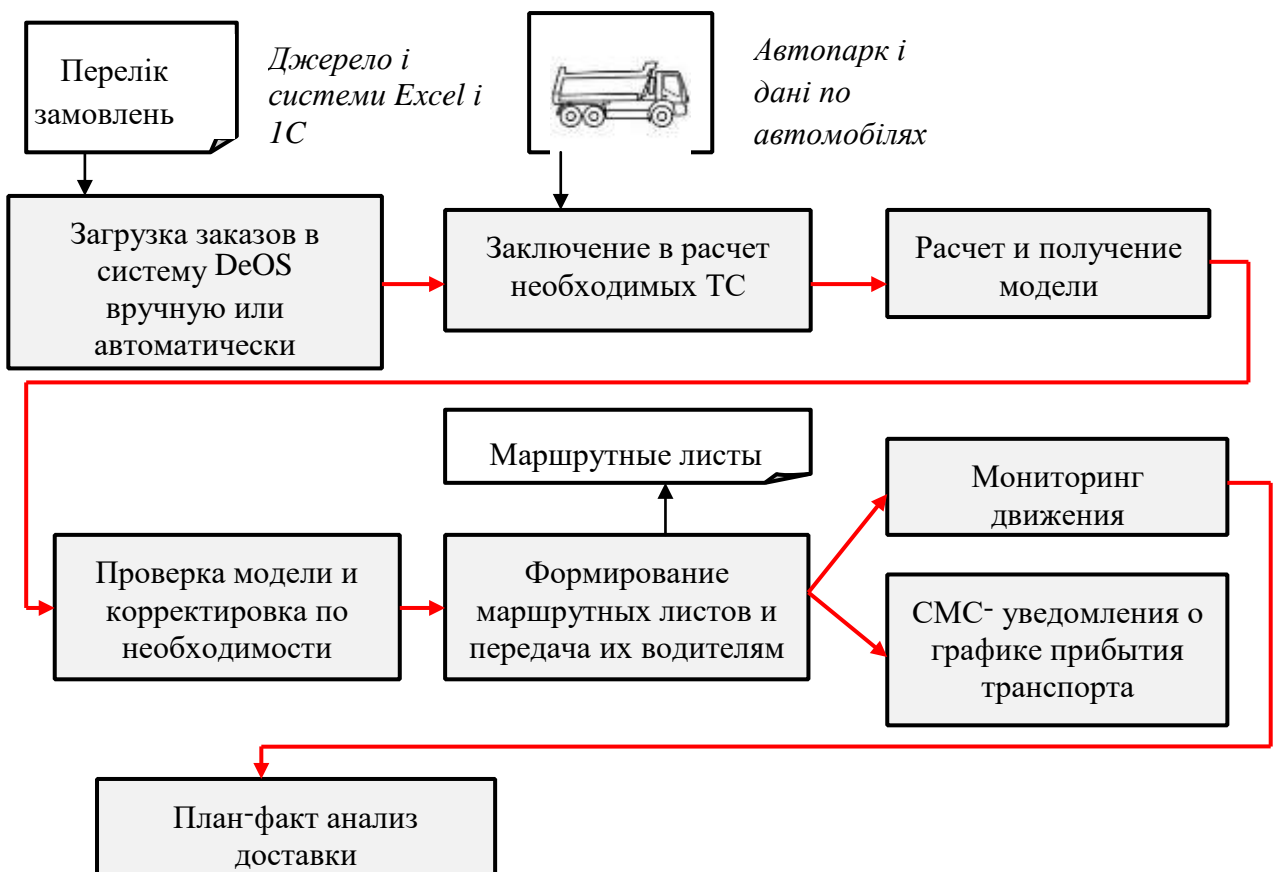 Перелік
замовлень
Джерело і
системи Excel і
1С
Автопарк і
дані по
автомобілях
Загрузка заказов в
систему DeOS
вручную или
автоматически
Заключение в расчет
необходимых ТС
Расчет и получение
модели
Маршрутные листы
Мониторинг
движения
Проверка модели и
корректировка по
необходимости
Формирование
маршрутных листов и
передача их водителям
СМС- уведомления о
графике прибытия
транспорта
План-факт анализ
доставки